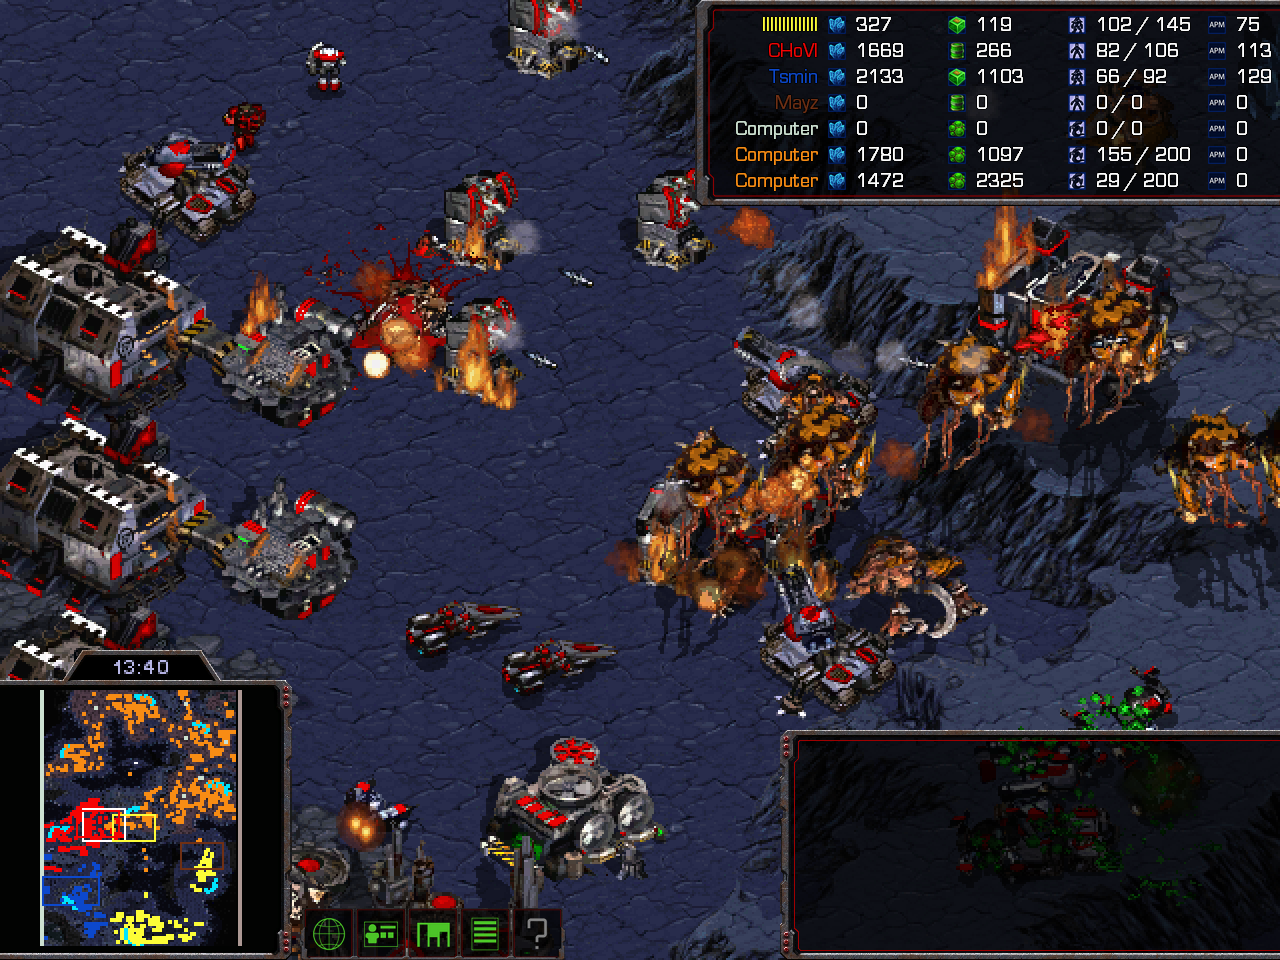 327 119 102 / 145 APM 75
CHoVI 1669 266 82 / 106 APM 113
Tsmin 2133 1103 66 / 92 APM 129
Mayz 0 0 0 / 0 APM 0
Computer 0 0 0 / 0 APM 0
Computer 1780 1097 155 / 200 APM 0
Computer 1472 2325 29 / 200 APM 0
13:40
?